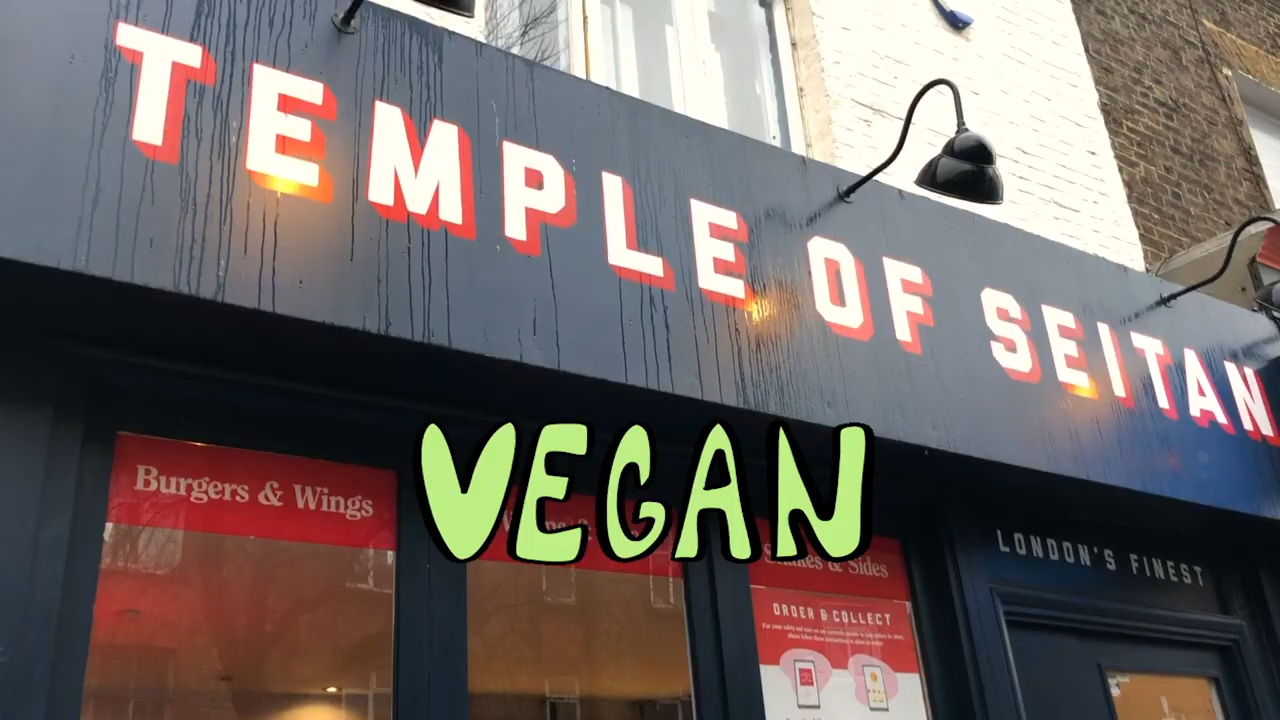 TEMPLE OF SEITAN
VEGAN
Burgers & Wings
Shakes & Sides
LONDON'S FINEST
ORDER & COLLECT